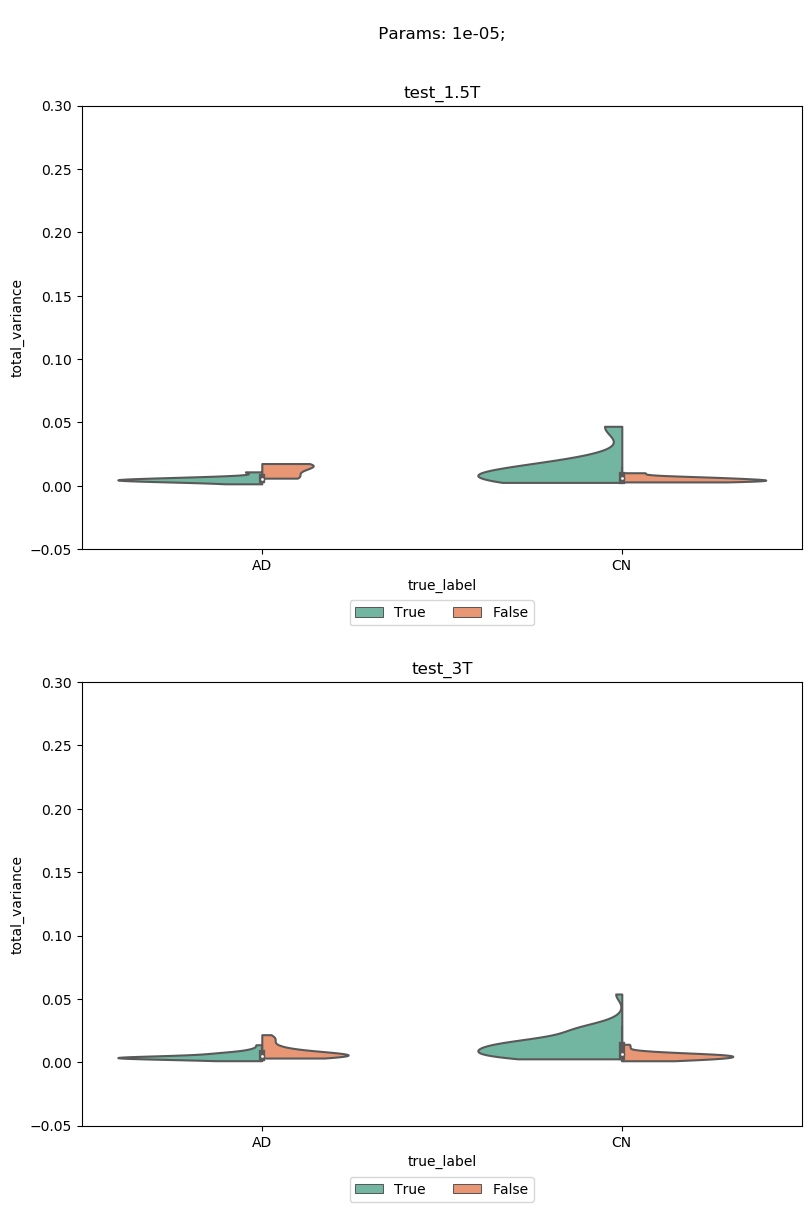 Params: 1e-05;
test_1.5T
0.30
0.25
0.20
0.15
0.10
0.05
0.00
−0.05
total_variance
AD CN
true_label
True False
test_3T
0.30
0.25
0.20
0.15
0.10
0.05
0.00
−0.05
total_variance
AD CN
true_label
True False